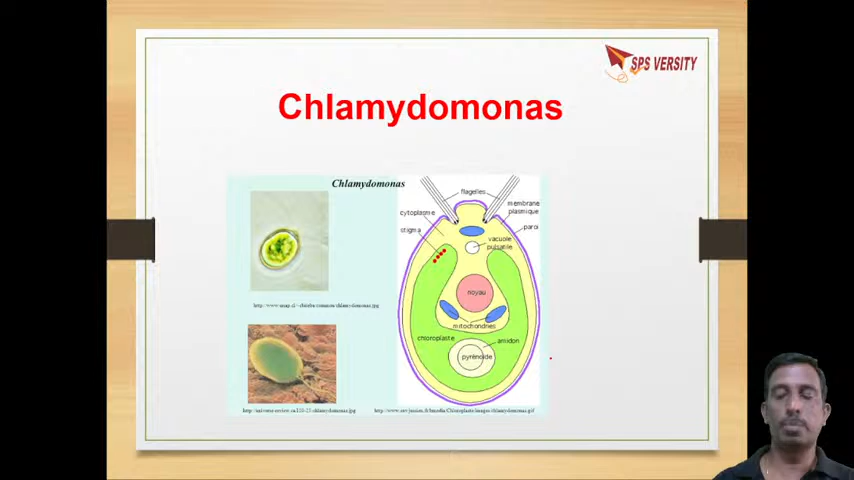 SPS VERSITY
Chlamydomonas
Chlamydomonas
flagelles
cytoplasme
membrane
plasmique
stigma
paroi
vacuole
pulsatile
noyau
mitochondries
chloroplaste
amidon
pyrénoïde